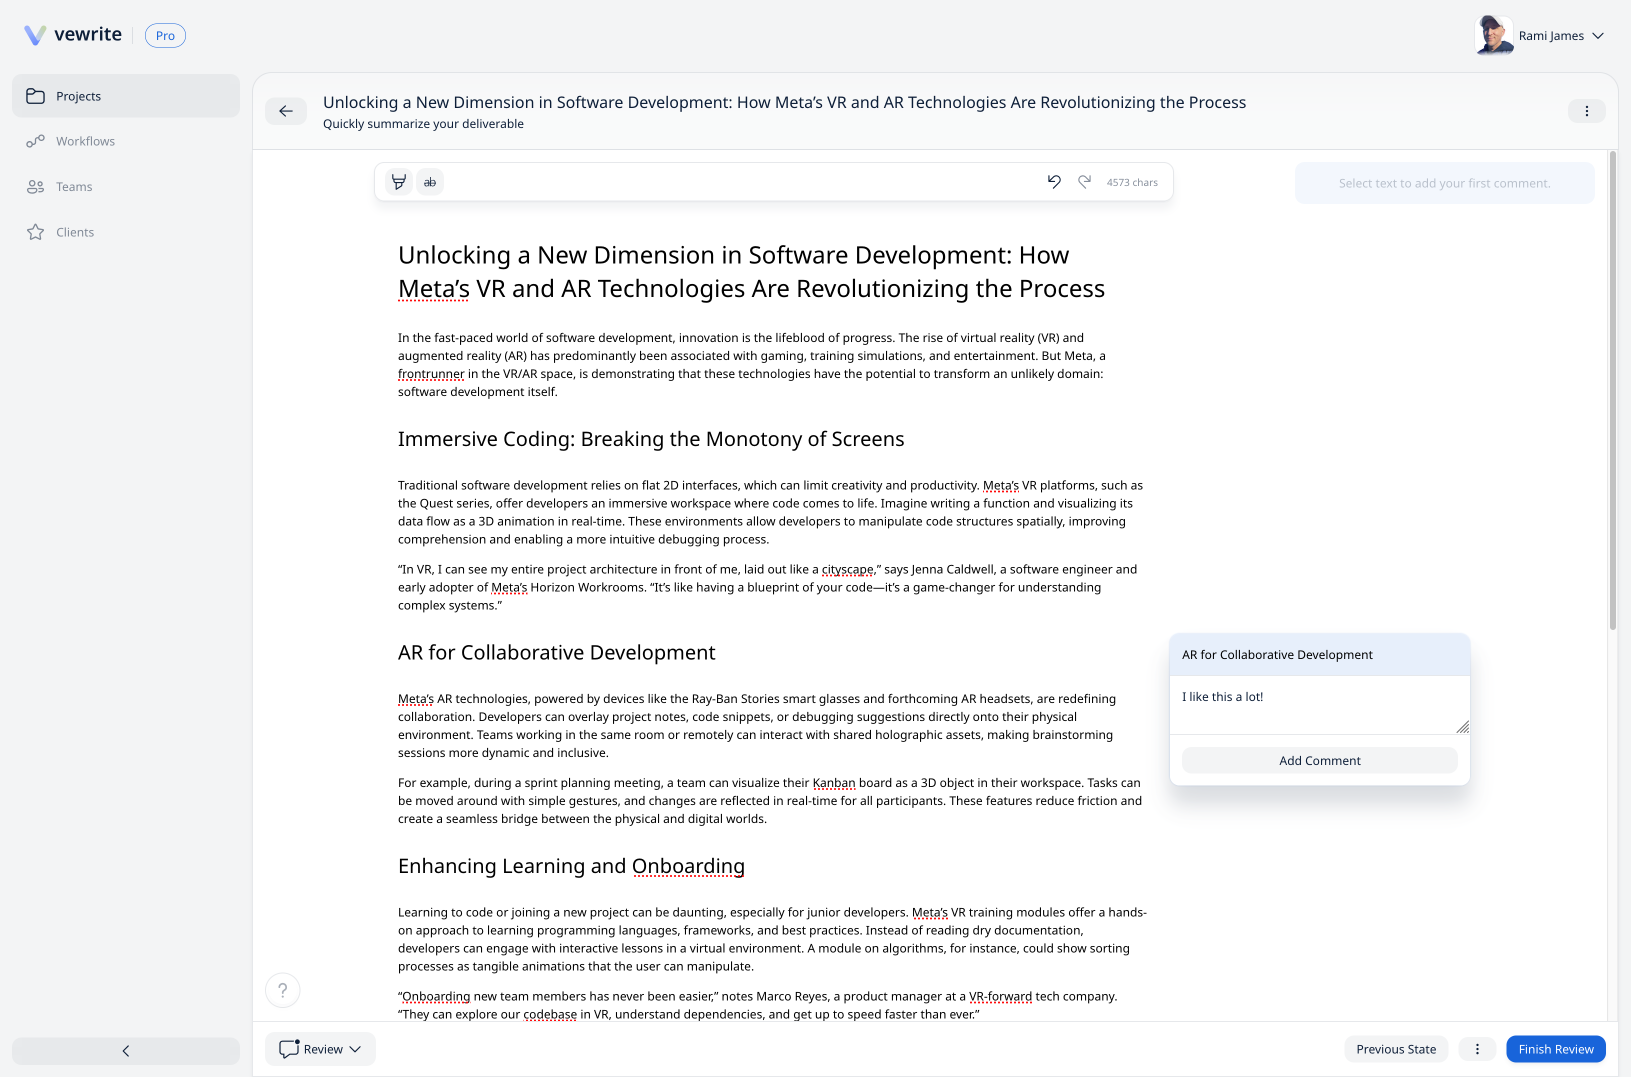 vewrite
Pro
Rami James
Projects
Workflows
Teams
Clients
Unlocking a New Dimension in Software Development: How Meta’s VR and AR Technologies Are Revolutionizing the Process
Quickly summarize your deliverable
ab
4573 chars
Select text to add your first comment.
Unlocking a New Dimension in Software Development: How
Meta’s VR and AR Technologies Are Revolutionizing the Process
In the fast-paced world of software development, innovation is the lifeblood of progress. The rise of virtual reality (VR) and
augmented reality (AR) has predominantly been associated with gaming, training simulations, and entertainment. But Meta, a
frontrunner in the VR/AR space, is demonstrating that these technologies have the potential to transform an unlikely domain:
software development itself.
Immersive Coding: Breaking the Monotony of Screens
Traditional software development relies on flat 2D interfaces, which can limit creativity and productivity. Meta’s VR platforms, such as
the Quest series, offer developers an immersive workspace where code comes to life. Imagine writing a function and visualizing its
data flow as a 3D animation in real-time. These environments allow developers to manipulate code structures spatially, improving
comprehension and enabling a more intuitive debugging process.
“In VR, I can see my entire project architecture in front of me, laid out like a cityscape,” says Jenna Caldwell, a software engineer and
early adopter of Meta’s Horizon Workrooms. “It’s like having a blueprint of your code—it’s a game-changer for understanding
complex systems.”
AR for Collaborative Development
Meta’s AR technologies, powered by devices like the Ray-Ban Stories smart glasses and forthcoming AR headsets, are redefining
collaboration. Developers can overlay project notes, code snippets, or debugging suggestions directly onto their physical
environment. Teams working in the same room or remotely can interact with shared holographic assets, making brainstorming
sessions more dynamic and inclusive.
For example, during a sprint planning meeting, a team can visualize their Kanban board as a 3D object in their workspace. Tasks can
be moved around with simple gestures, and changes are reflected in real-time for all participants. These features reduce friction and
create a seamless bridge between the physical and digital worlds.
AR for Collaborative Development
I like this a lot!
Add Comment
Enhancing Learning and Onboarding
Learning to code or joining a new project can be daunting, especially for junior developers. Meta’s VR training modules offer a hands-
on approach to learning programming languages, frameworks, and best practices. Instead of reading dry documentation,
developers can engage with interactive lessons in a virtual environment. A module on algorithms, for instance, could show sorting
processes as tangible animations that the user can manipulate.
“Onboarding new team members has never been easier,” notes Marco Reyes, a product manager at a VR-forward tech company.
“They can explore our codebase in VR, understand dependencies, and get up to speed faster than ever.”
?
Review
Previous State
Finish Review